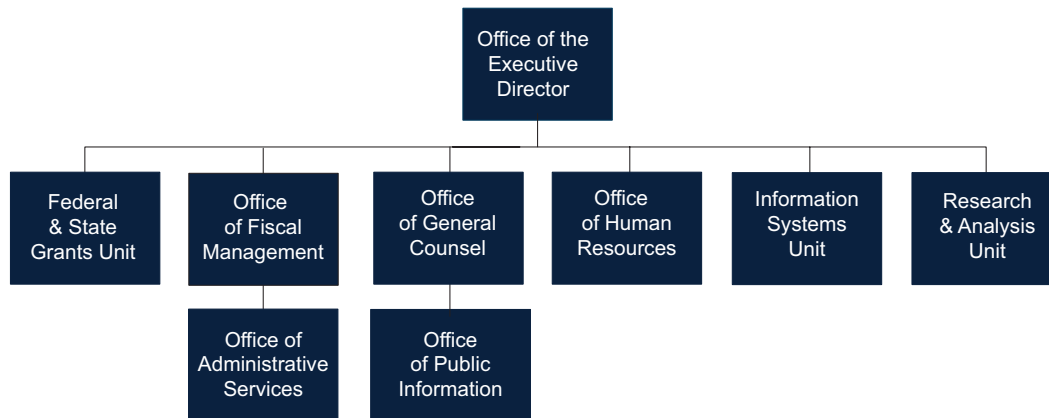 Office of the
Executive
Director
Federal
& State
Grants Unit
Office
of Fiscal
Management
Office
of General
Counsel
Office
of Human
Resources
Information
Systems
Unit
Research
& Analysis
Unit
Office of
Administrative
Services
Office
of Public
Information